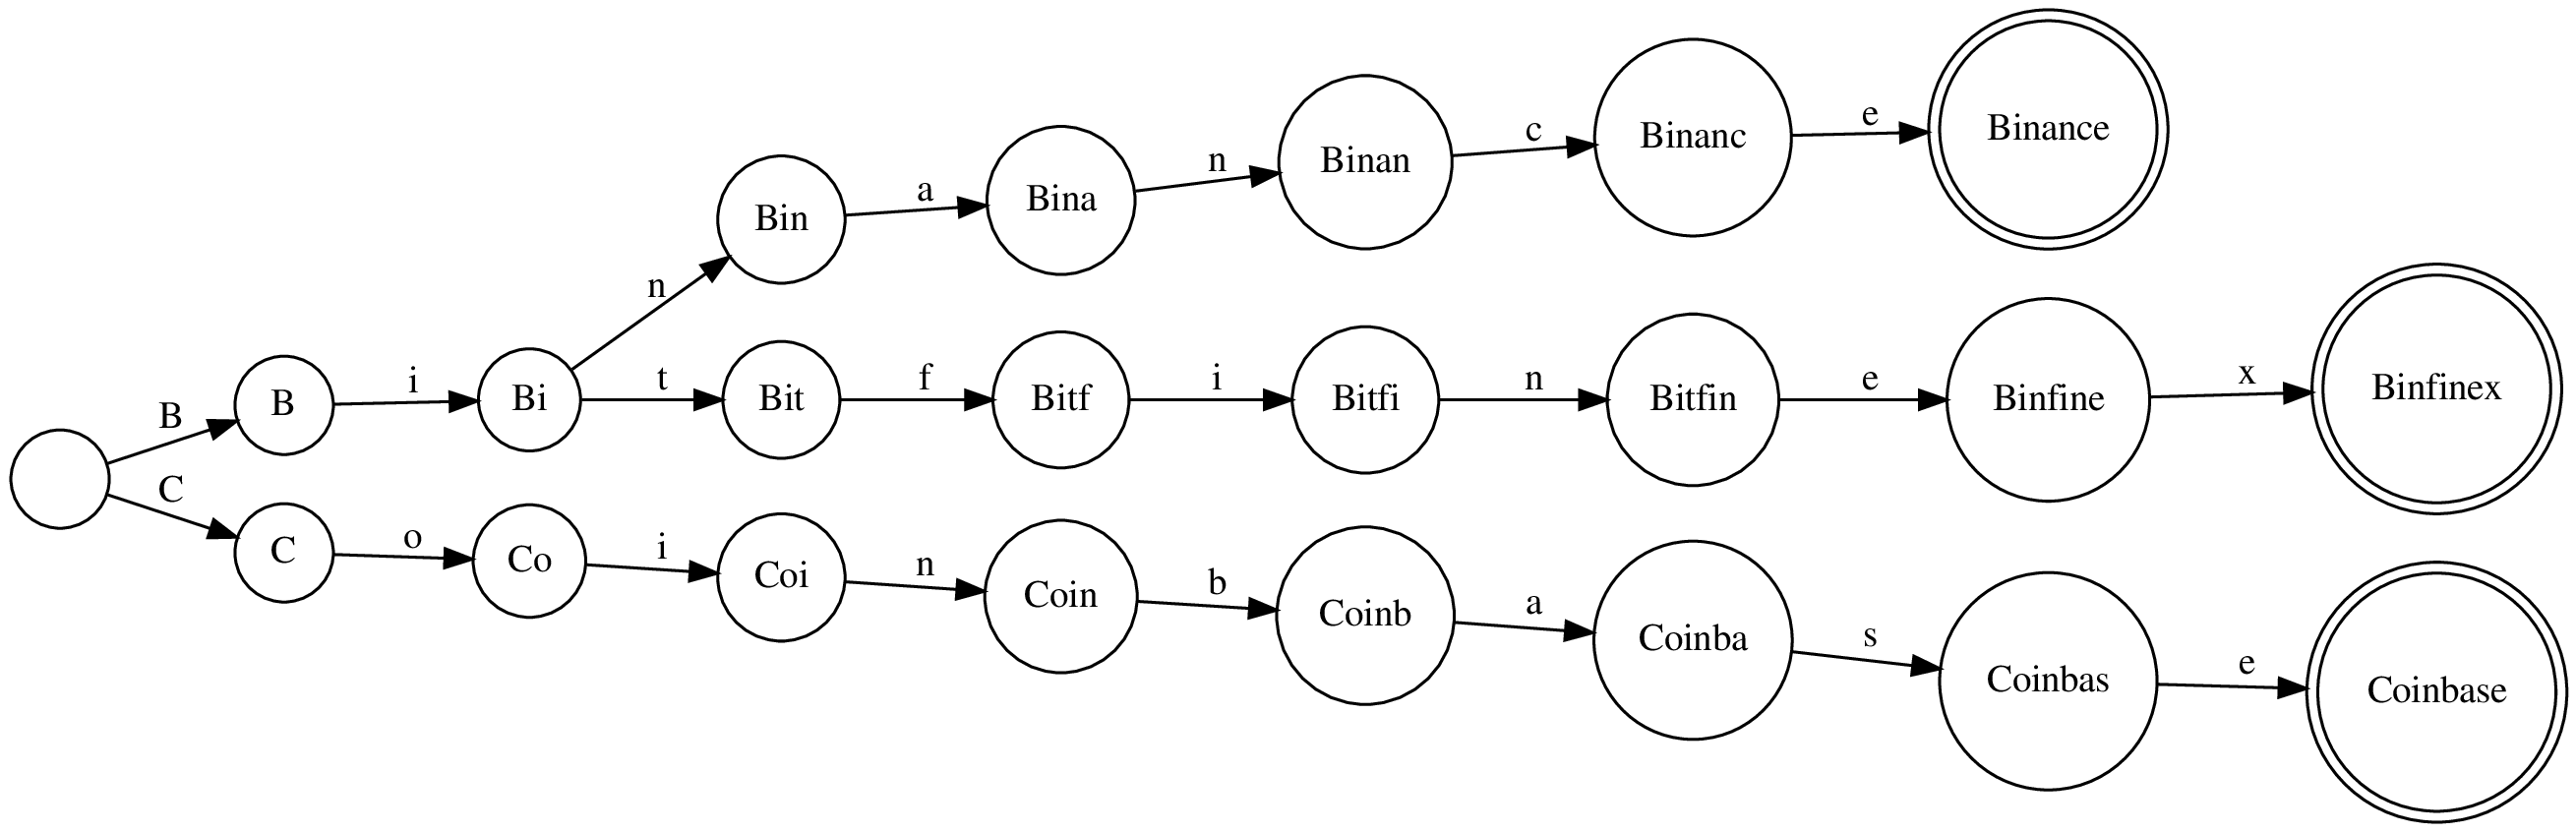 B
B
i
Bi
n
Bin
a
Bina
n
Binan
c
Binanc
e
Binance
t
Bit
f
Bitf
i
Bitfi
n
Bitfin
e
Binfine
x
Binfinex
C
C
o
Co
i
Coi
n
Coin
b
Coinb
a
Coinba
s
Coinbas
e
Coinbase